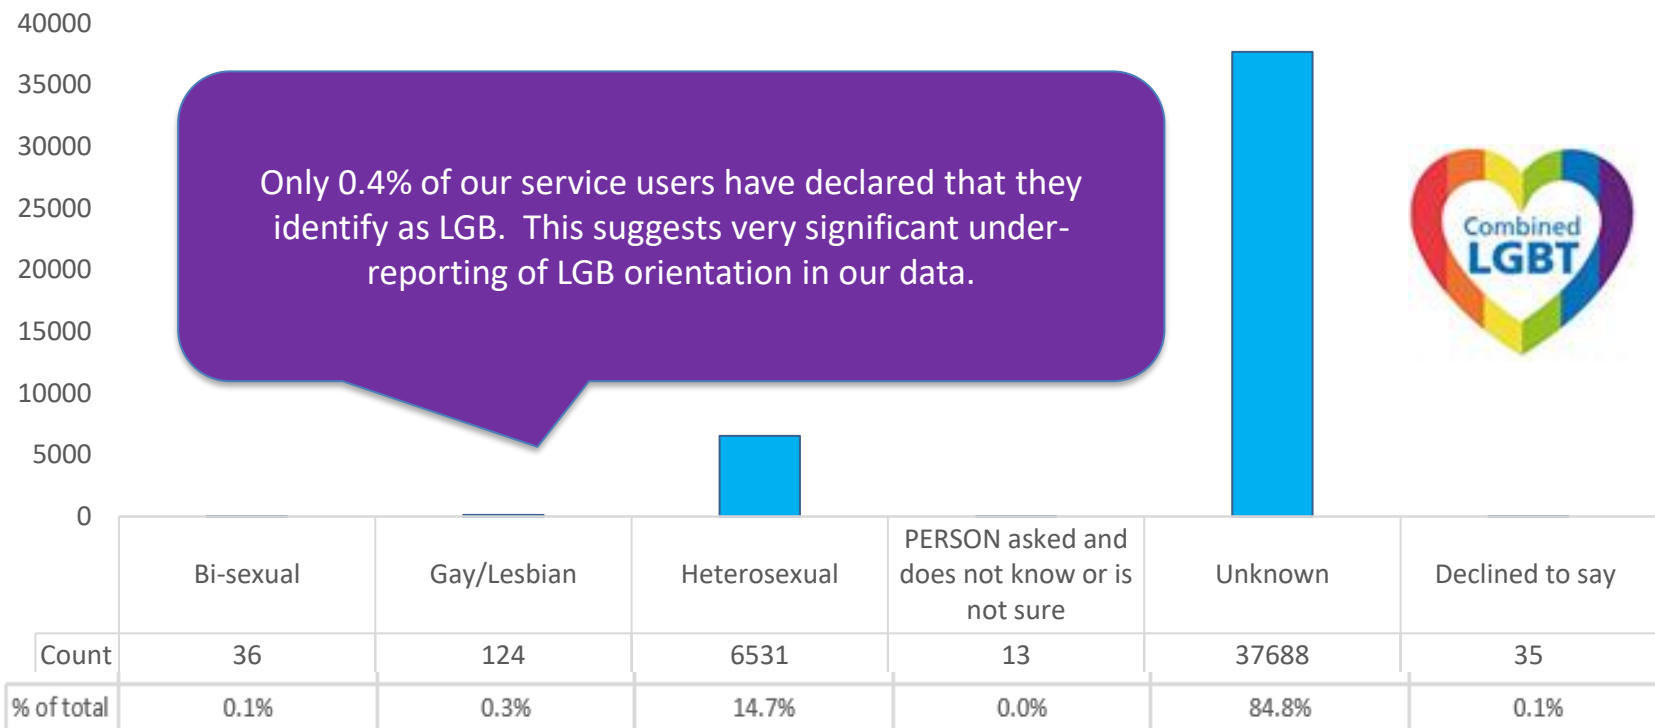 40000
35000
30000
25000
20000
15000
10000
5000
0
Only 0.4% of our service users have declared that they
identify as LGB.  This suggests very significant under-
reporting of LGB orientation in our data.
Combined
LGBT
Bi-sexual
Gay/Lesbian
Heterosexual
PERSON asked and
does not know or is
not sure
Unknown
Declined to say
Count 36 124 6531 13 37688 35
% of total 0.1% 0.3% 14.7% 0.0% 84.8% 0.1%